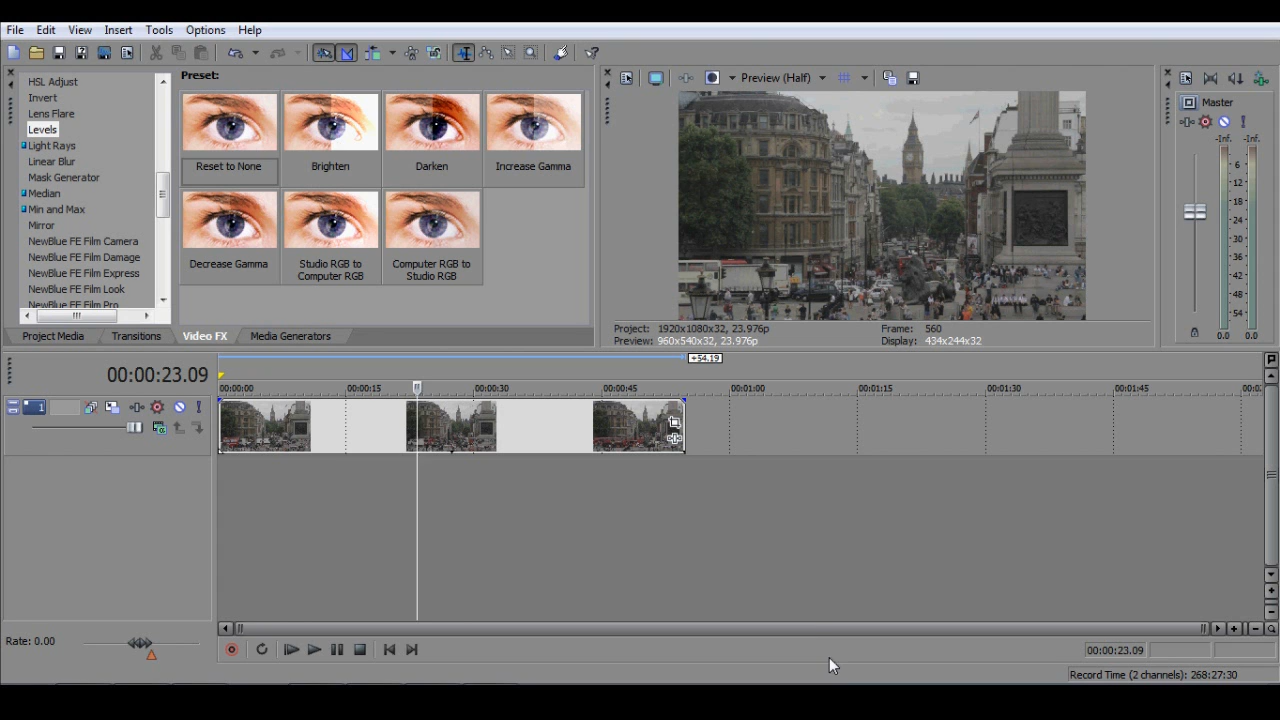 File Edit View Insert Tools Options Help
Preview (Half)
HSL Adjust
Invert
Lens Flare
Levels
Light Rays
Linear Blur
Mask Generator
Median
Min and Max
Mirror
NewBlue FE Film Camera
NewBlue FE Film Damage
NewBlue FE Film Express
NewBlue FE Film Look
NewBlue FE Film Pro
Preset:
Reset to None
Brighten
Darken
Increase Gamma
Decrease Gamma
Studio RGB to
Computer RGB
Computer RGB to
Studio RGB
Project Media Transitions Video FX Media Generators
Project: 1920x1080x32, 23.976p
Preview: 960x540x32, 23.976p
Frame: 560
Display: 434x244x32
Master
-Inf. -Inf.
6
12
18
24
30
36
42
48
54
0.0 0.0
+54.19
00:00:23.09
00:00:00 00:00:15 00:00:30 00:00:45 00:01:00 00:01:15 00:01:30 00:01:45
1
Rate: 0.00
00:00:23.09
Record Time (2 channels): 268:27:30